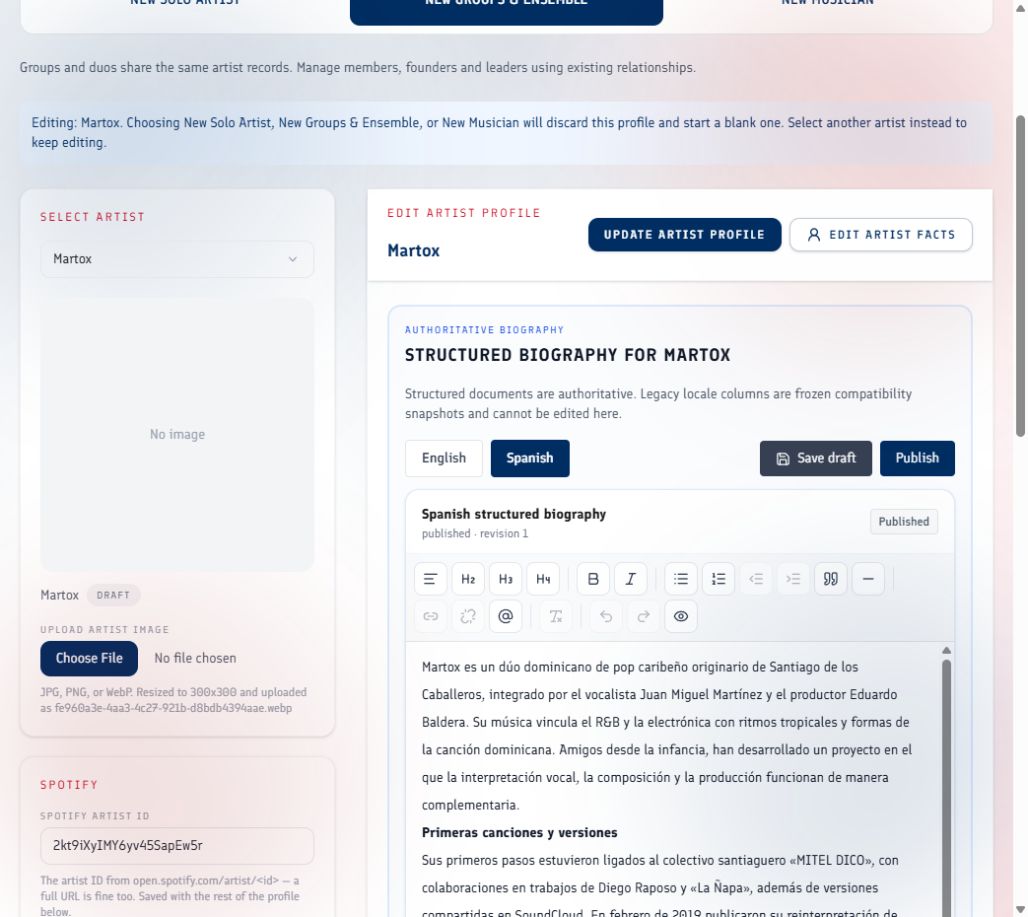 NEW SOLO ARTIST
NEW GROUPS & ENSEMBLE
NEW MUSICIAN
Groups and duos share the same artist records. Manage members, founders and leaders using existing relationships.
Editing: Martox. Choosing New Solo Artist, New Groups & Ensemble, or New Musician will discard this profile and start a blank one. Select another artist instead to
keep editing.
SELECT ARTIST
Martox
No image
Martox DRAFT
UPLOAD ARTIST IMAGE
Choose File No file chosen
JPG, PNG, or WebP. Resized to 300x300 and uploaded
as fe960a3e-4aa3-4c27-921b-d8bdb4394aae.webp
SPOTIFY
SPOTIFY ARTIST ID
2kt9iXyIMY6yv45SapEw5r
The artist ID from open.spotify.com/artist/<id> — a
full URL is fine too. Saved with the rest of the profile
below.
EDIT ARTIST PROFILE
Martox
UPDATE ARTIST PROFILE
EDIT ARTIST FACTS
AUTHORITATIVE BIOGRAPHY
STRUCTURED BIOGRAPHY FOR MARTOX
Structured documents are authoritative. Legacy locale columns are frozen compatibility
snapshots and cannot be edited here.
English
Spanish
Save draft
Publish
Spanish structured biography
published · revision 1
Published
H2 H3 H4 B I
Martox es un dúo dominicano de pop caribeño originario de Santiago de los
Caballeros, integrado por el vocalista Juan Miguel Martínez y el productor Eduardo
Baldera. Su música vincula el R&B y la electrónica con ritmos tropicales y formas de
la canción dominicana. Amigos desde la infancia, han desarrollado un proyecto en el
que la interpretación vocal, la composición y la producción funcionan de manera
complementaria.
Primeras canciones y versiones
Sus primeros pasos estuvieron ligados al colectivo santiaguero «MITEL DICO», con
colaboraciones en trabajos de Diego Raposo y «La Ñapa», además de versiones
compartidas en SoundCloud. En febrero de 2019 publicaron su reinterpretación de